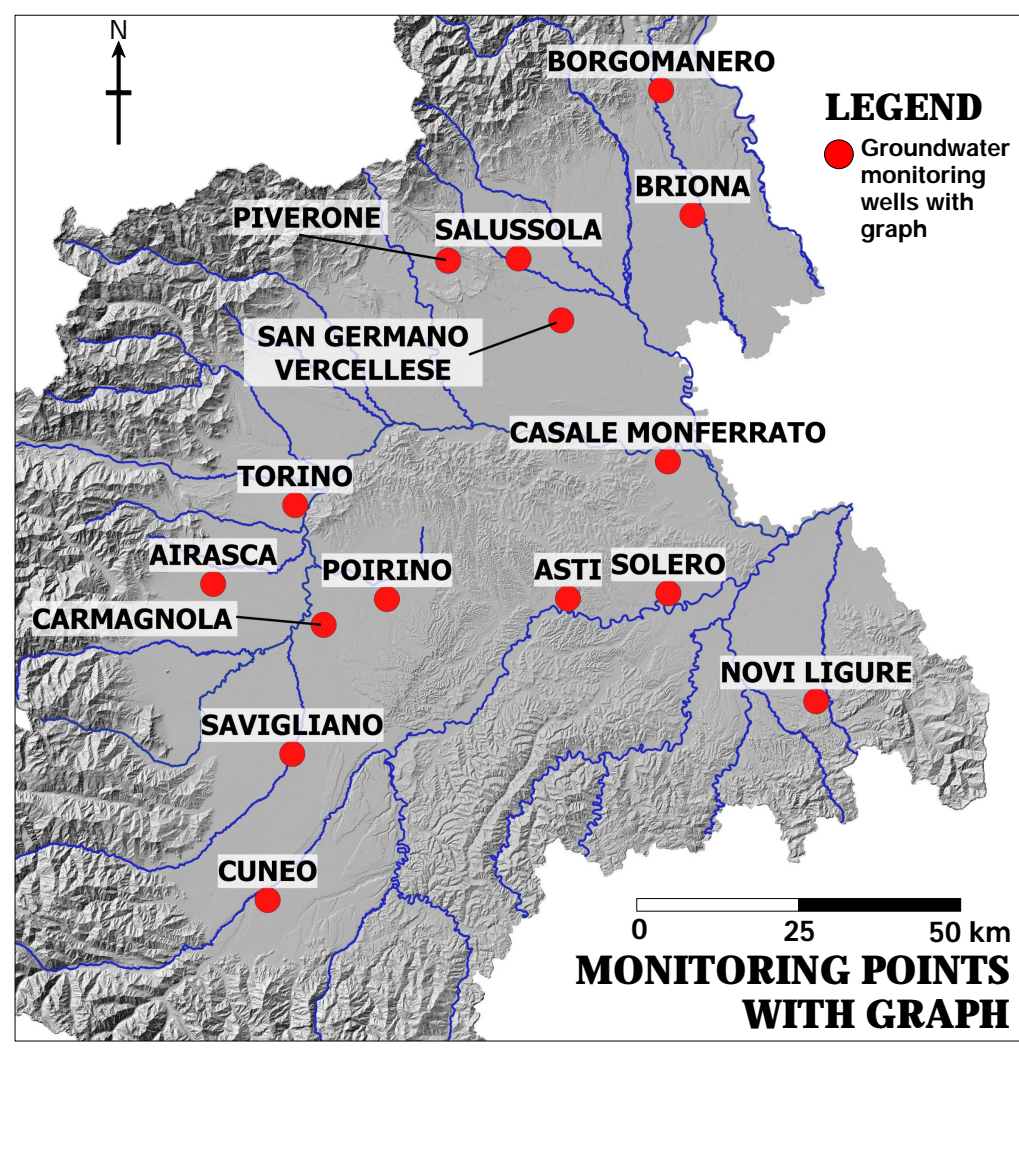 N
BORGOMANERO
LEGEND
Groundwater
monitoring
wells with
graph
BRIONA
PIVERONE
SALUSSOLA
SAN GERMANO
VERCELLESE
CASALE MONFERRATO
TORINO
AIRASCA
POIRINO
ASTI
SOLERO
CARMAGNOLA
NOVI LIGURE
SAVIGLIANO
CUNEO
0 25 50 km
MONITORING POINTS
WITH GRAPH